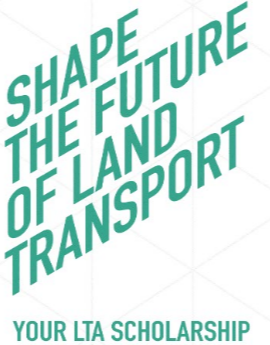 SHAPE
THE FUTURE
OF LAND
TRANSPORT
YOUR LTA SCHOLARSHIP